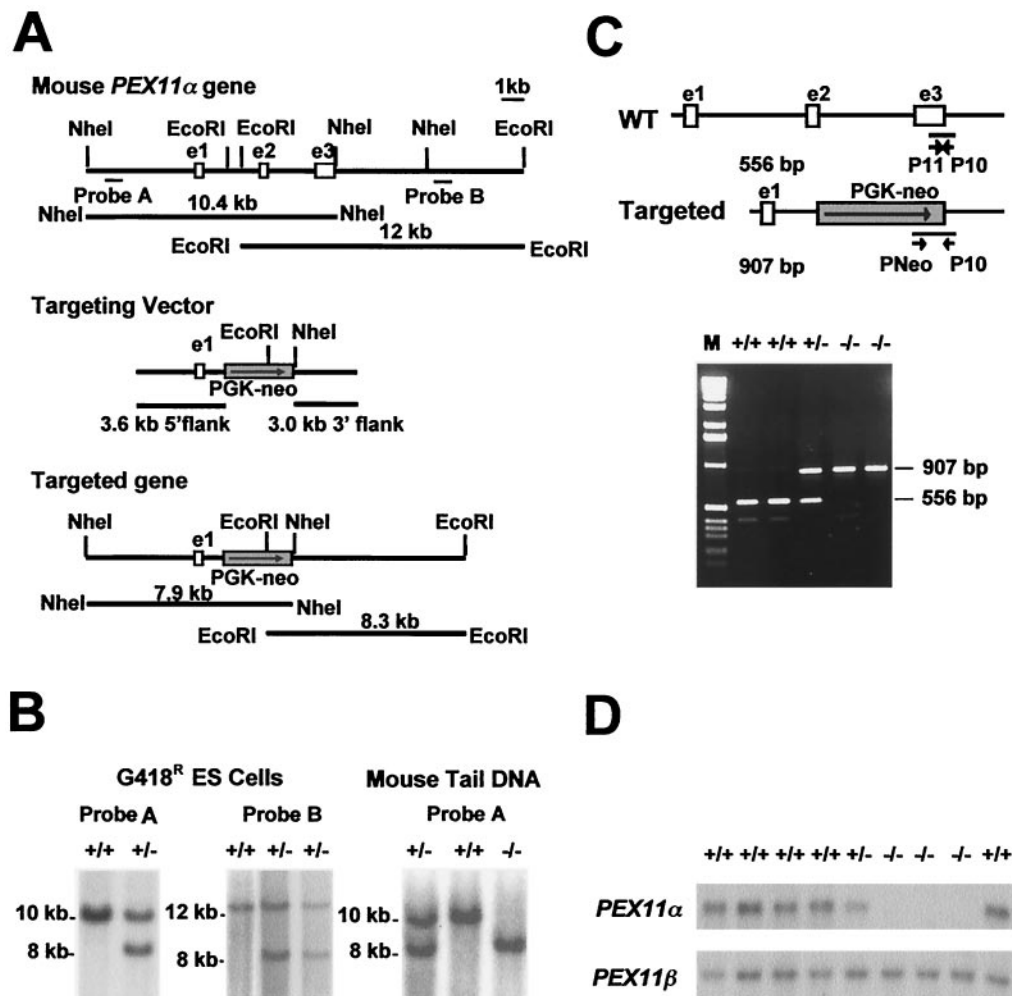 A
Mouse PEX11α gene
1kb
NheI EcoRI EcoRI NheI NheI EcoRI
e1 e2 e3
Probe A Probe B
10.4 kb
NheI NheI
12 kb
EcoRI EcoRI
Targeting Vector
EcoRI NheI
e1
PGK-neo
3.6 kb 5'flank 3.0 kb 3' flank
Targeted gene
NheI EcoRI NheI EcoRI
e1
PGK-neo
7.9 kb
NheI NheI
8.3 kb
EcoRI EcoRI
B
G418R ES Cells Mouse Tail DNA
Probe A Probe B Probe A
+/+ +/- +/+ +/- +/- +/- +/+ -/-
10 kb- 12 kb- 10 kb-
8 kb- 8 kb- 8 kb-
C
e1 e2 e3
WT
556 bp P11 P10
e1 PGK-neo
Targeted
907 bp PNeo P10
M +/+ +/+ +/- -/- -/-
907 bp
556 bp
D
+/+ +/+ +/+ +/+ +/- -/- -/- -/- +/+
PEX11α
PEX11β